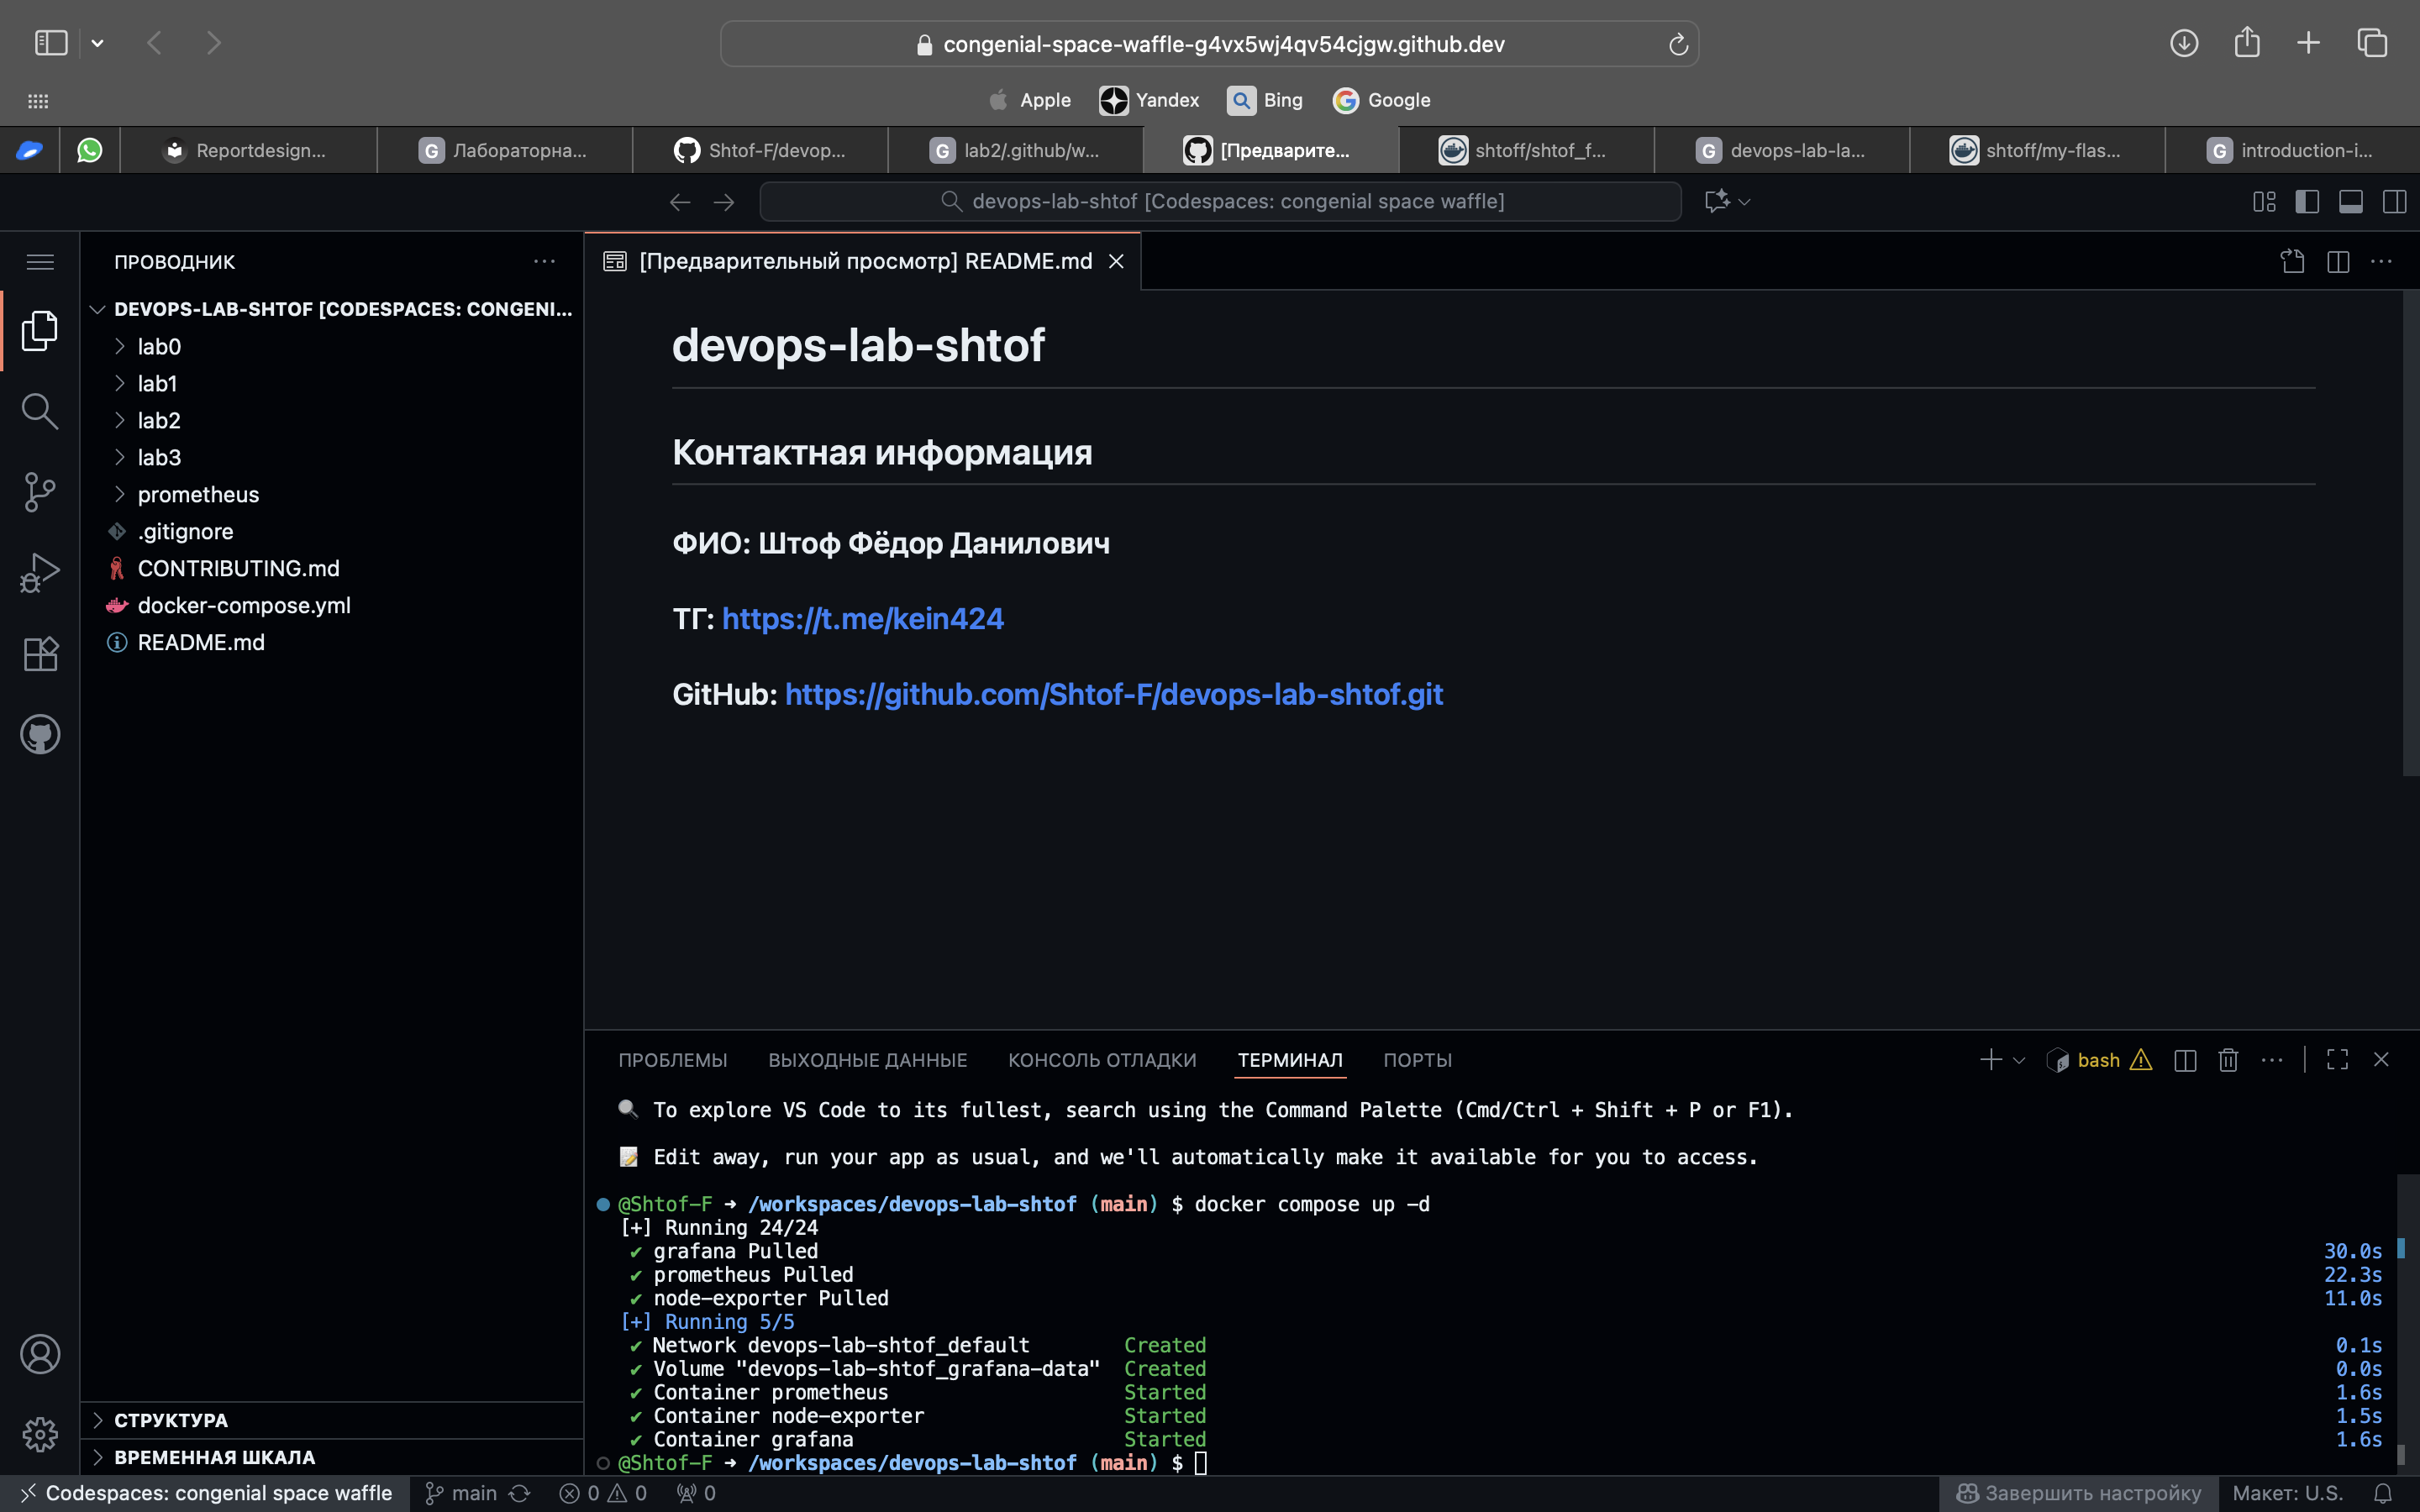 congenial-space-waffle-g4vx5wj4qv54cjgw.github.dev
Apple Yandex Bing Google
Reportdesign... Лабораторна... Shtof-F/devop... lab2/.github/w... [Предварите... shtoff/shtof_f... devops-lab-la... shtoff/my-flas... introduction-i...
devops-lab-shtof [Codespaces: congenial space waffle]
ПРОВОДНИК
DEVOPS-LAB-SHTOF [CODESPACES: CONGENI...
lab0
lab1
lab2
lab3
prometheus
.gitignore
CONTRIBUTING.md
docker-compose.yml
README.md
СТРУКТУРА
ВРЕМЕННАЯ ШКАЛА
[Предварительный просмотр] README.md
devops-lab-shtof
Контактная информация
ФИО: Штоф Фёдор Данилович
ТГ: https://t.me/kein424
GitHub: https://github.com/Shtof-F/devops-lab-shtof.git
ПРОБЛЕМЫ ВЫХОДНЫЕ ДАННЫЕ КОНСОЛЬ ОТЛАДКИ ТЕРМИНАЛ ПОРТЫ
bash
To explore VS Code to its fullest, search using the Command Palette (Cmd/Ctrl + Shift + P or F1).
Edit away, run your app as usual, and we'll automatically make it available for you to access.
@Shtof-F ➜ /workspaces/devops-lab-shtof (main) $ docker compose up -d
[+] Running 24/24
✔ grafana Pulled 30.0s
✔ prometheus Pulled 22.3s
✔ node-exporter Pulled 11.0s
[+] Running 5/5
✔ Network devops-lab-shtof_default Created 0.1s
✔ Volume "devops-lab-shtof_grafana-data" Created 0.0s
✔ Container prometheus Started 1.6s
✔ Container node-exporter Started 1.5s
✔ Container grafana Started 1.6s
@Shtof-F ➜ /workspaces/devops-lab-shtof (main) $
Codespaces: congenial space waffle main 0 0 0 Завершить настройку Макет: U.S.